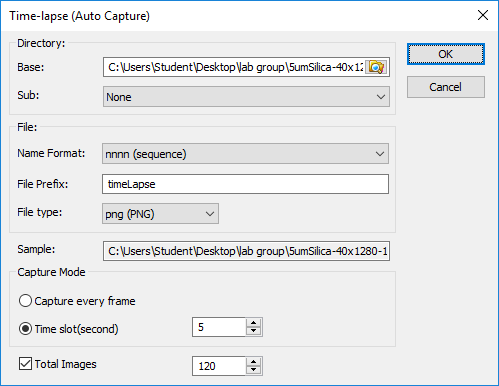 Time-lapse (Auto Capture)
Directory:
Base: C:\Users\Student\Desktop\lab group\5umSilica-40x12
OK
Sub: None
Cancel
File:
Name Format: nnnn (sequence)
File Prefix: timeLapse
File type: png (PNG)
Sample: C:\Users\Student\Desktop\lab group\5umSilica-40x1280-1
Capture Mode
Capture every frame
Time slot(second) 5
Total Images 120